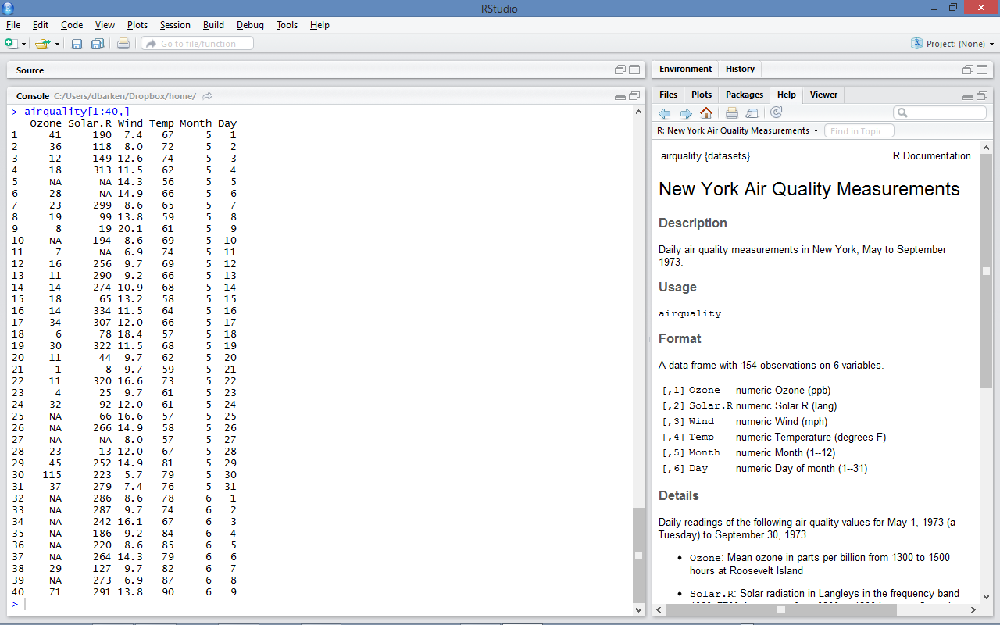 RStudio
File Edit Code View Plots Session Build Debug Tools Help
Go to file/function
Project: (None)
Source
Console C:/Users/dbarken/Dropbox/home/
> airquality[1:40,]
Ozone Solar.R Wind Temp Month Day
1 41 190 7.4 67 5 1
2 36 118 8.0 72 5 2
3 12 149 12.6 74 5 3
4 18 313 11.5 62 5 4
5 NA NA 14.3 56 5 5
6 28 NA 14.9 66 5 6
7 23 299 8.6 65 5 7
8 19 99 13.8 59 5 8
9 8 19 20.1 61 5 9
10 NA 194 8.6 69 5 10
11 7 NA 6.9 74 5 11
12 16 256 9.7 69 5 12
13 11 290 9.2 66 5 13
14 14 274 10.9 68 5 14
15 18 65 13.2 58 5 15
16 14 334 11.5 64 5 16
17 34 307 12.0 66 5 17
18 6 78 18.4 57 5 18
19 30 322 11.5 68 5 19
20 11 44 9.7 62 5 20
21 1 8 9.7 59 5 21
22 11 320 16.6 73 5 22
23 4 25 9.7 61 5 23
24 32 92 12.0 61 5 24
25 NA 66 16.6 57 5 25
26 NA 266 14.9 58 5 26
27 NA NA 8.0 57 5 27
28 23 13 12.0 67 5 28
29 45 252 14.9 81 5 29
30 115 223 5.7 79 5 30
31 37 279 7.4 76 5 31
32 NA 286 8.6 78 6 1
33 NA 287 9.7 74 6 2
34 NA 242 16.1 67 6 3
35 NA 186 9.2 84 6 4
36 NA 220 8.6 85 6 5
37 NA 264 14.3 79 6 6
38 29 127 9.7 82 6 7
39 NA 273 6.9 87 6 8
40 71 291 13.8 90 6 9
>
Environment History
Files Plots Packages Help Viewer
R: New York Air Quality Measurements Find in Topic
airquality {datasets} R Documentation
New York Air Quality Measurements
Description
Daily air quality measurements in New York, May to September
1973.
Usage
airquality
Format
A data frame with 154 observations on 6 variables.
[,1] Ozone numeric Ozone (ppb)
[,2] Solar.R numeric Solar R (lang)
[,3] Wind numeric Wind (mph)
[,4] Temp numeric Temperature (degrees F)
[,5] Month numeric Month (1--12)
[,6] Day numeric Day of month (1--31)
Details
Daily readings of the following air quality values for May 1, 1973 (a
Tuesday) to September 30, 1973.
• Ozone: Mean ozone in parts per billion from 1300 to 1500
hours at Roosevelt Island
• Solar.R: Solar radiation in Langleys in the frequency band